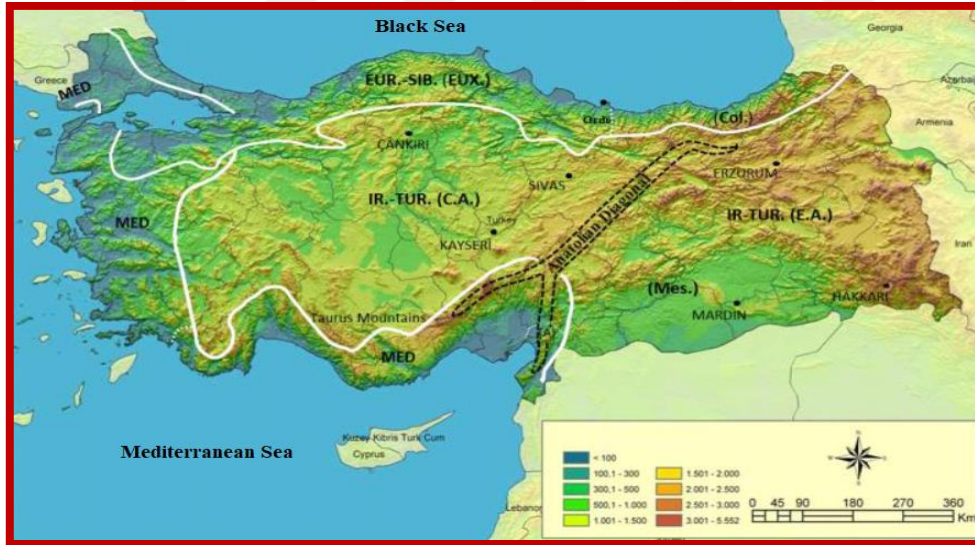 Black Sea
Georgia
Greece
MED
EUR.-SIB. (EUX.)
Azerbaij
Ordu
(Col.)
Armenia
ÇANKIRI
ERZURUM
SIVAS
IR.-TUR. (C.A.)
Turkey
Anatolian Diagonal
IR-TUR. (E.A.)
MED
KAYSERİ
Iran
(Mes.)
HAKKARI
Taurus Mountains
MARDIN
MED
Kuzey Kıbrıs Turk Cum
Cyprus
Mediterranean Sea
Lebanon
< 100
100,1 - 300
300,1 - 500
500,1 - 1.000
1.001 - 1.500
1.501 - 2.000
2.001 - 2.500
2.501 - 3.000
3.001 - 5.552
0 45 90 180 270 360
Km